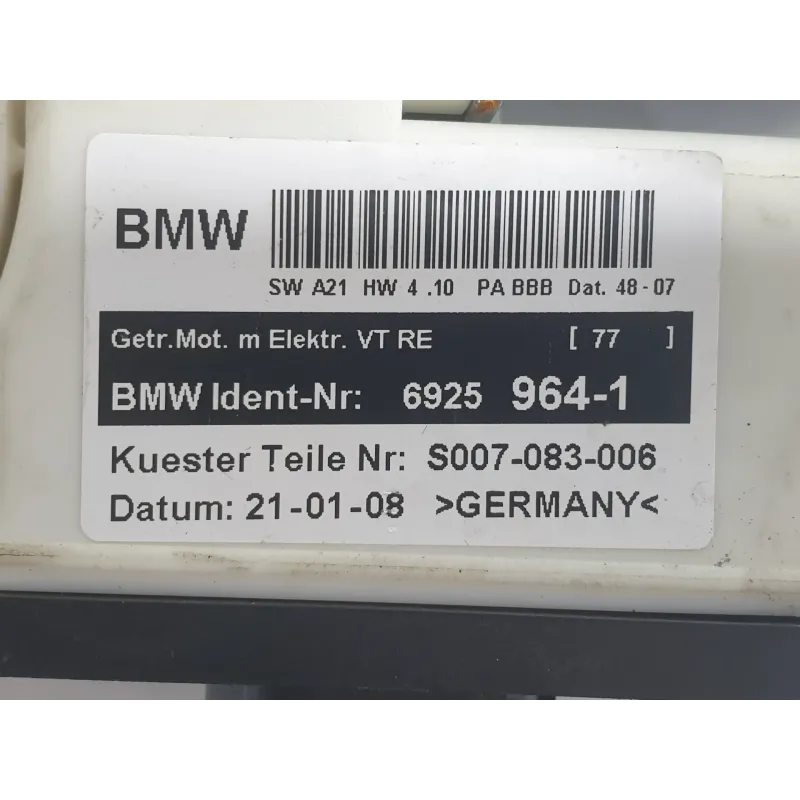 BMW
SW A21 HW 4 .10 PA BBB Dat. 48-07
Getr.Mot. m Elektr. VT RE [ 77 ]
BMW Ident-Nr: 6925 964-1
Kuester Teile Nr: S007-083-006
Datum: 21-01-08 >GERMANY<